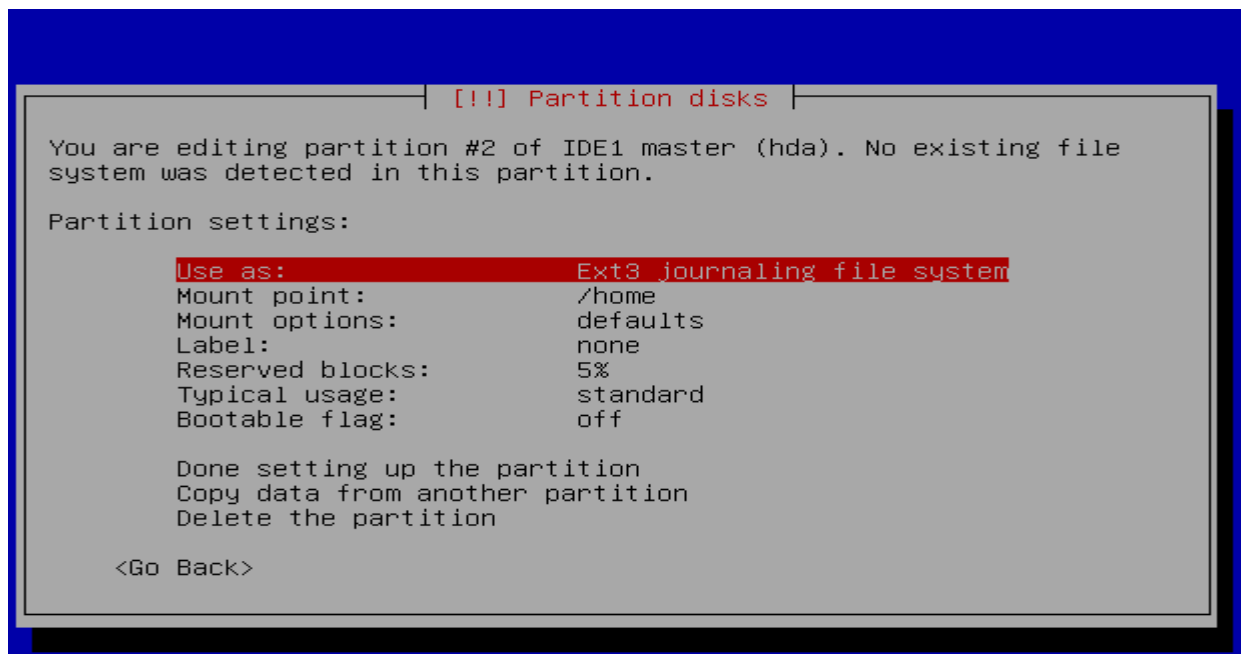 [!!] Partition disks
You are editing partition #2 of IDE1 master (hda). No existing file
system was detected in this partition.
Partition settings:
Use as: Ext3 journaling file system
Mount point: /home
Mount options: defaults
Label: none
Reserved blocks: 5%
Typical usage: standard
Bootable flag: off
Done setting up the partition
Copy data from another partition
Delete the partition
<Go Back>